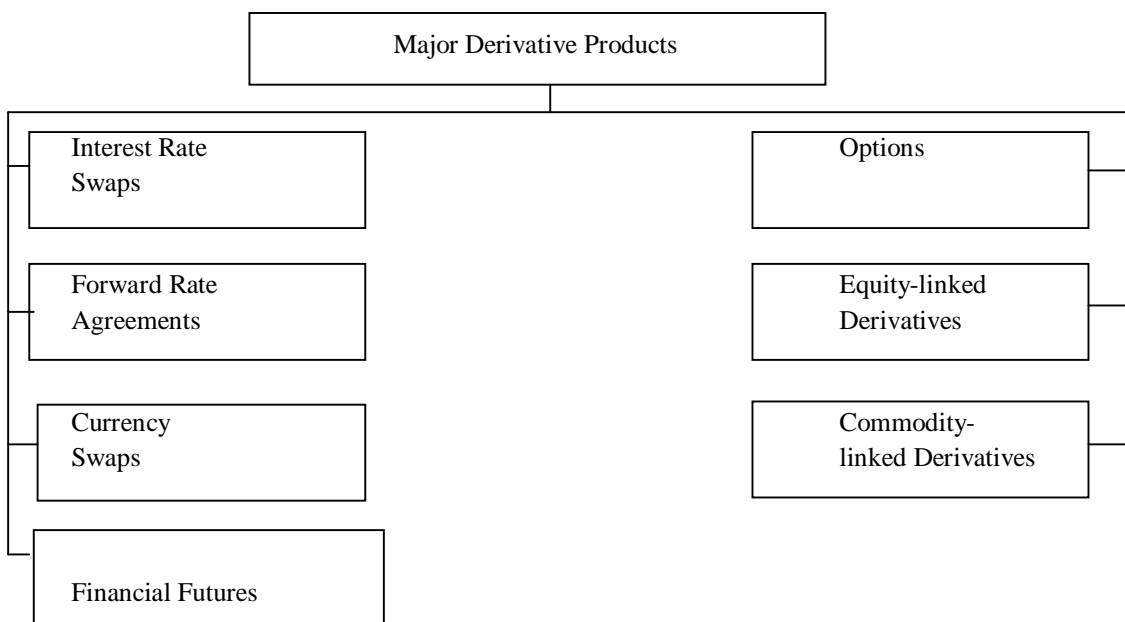 Major Derivative Products
Interest Rate
Swaps
Options
Forward Rate
Agreements
Equity-linked
Derivatives
Currency
Swaps
Commodity-
linked Derivatives
Financial Futures